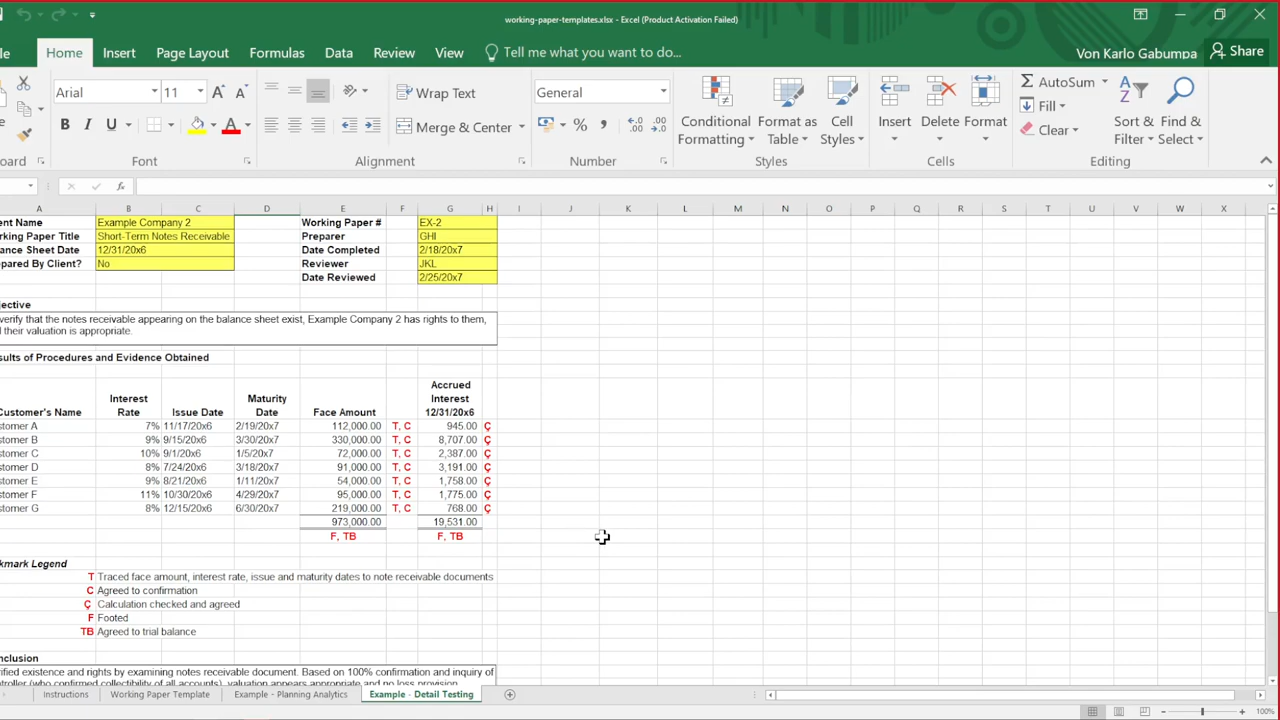 working-paper-templates.xlsx - Excel (Product Activation Failed)
le Home Insert Page Layout Formulas Data Review View Tell me what you want to do... Von Karlo Gabumpa Share
Arial 11 A A Wrap Text General Conditional Formatting Format as Table Cell Styles Insert Delete Format AutoSum Sort & Filter Find & Select
B I U A Merge & Center % , Fill
Clear
oard Font Alignment Number Styles Cells Editing
fx
A B C D E F G H I J K L M N O P Q R S T U V W X
ent Name Example Company 2 Working Paper # EX-2
rking Paper Title Short-Term Notes Receivable Preparer GHI
ance Sheet Date 12/31/20x6 Date Completed 2/18/20x7
epared By Client? No Reviewer JKL
Date Reviewed 2/25/20x7
jective
verify that the notes receivable appearing on the balance sheet exist, Example Company 2 has rights to them,
d their valuation is appropriate.
sults of Procedures and Evidence Obtained
Customer's Name Interest Rate Issue Date Maturity Date Face Amount Accrued Interest 12/31/20x6
stomer A 7% 11/17/20x6 2/19/20x7 112,000.00 T, C 945.00 Ç
stomer B 9% 9/15/20x6 3/30/20x7 330,000.00 T, C 8,707.00 Ç
stomer C 10% 9/1/20x6 1/5/20x7 72,000.00 T, C 2,387.00 Ç
stomer D 8% 7/24/20x6 3/18/20x7 91,000.00 T, C 3,191.00 Ç
stomer E 9% 8/21/20x6 1/11/20x7 54,000.00 T, C 1,758.00 Ç
stomer F 11% 10/30/20x6 4/29/20x7 95,000.00 T, C 1,775.00 Ç
stomer G 8% 12/15/20x6 6/30/20x7 219,000.00 T, C 768.00 Ç
973,000.00 19,531.00
F, TB F, TB
kmark Legend
T Traced face amount, interest rate, issue and maturity dates to note receivable documents
C Agreed to confirmation
Ç Calculation checked and agreed
F Footed
TB Agreed to trial balance
nclusion
rified existence and rights by examining notes receivable document. Based on 100% confirmation and inquiry of
ntroller (who confirmed collectibility of all accounts), valuation appears appropriate and no loss provision
Instructions Working Paper Template Example - Planning Analytics Example - Detail Testing
100%